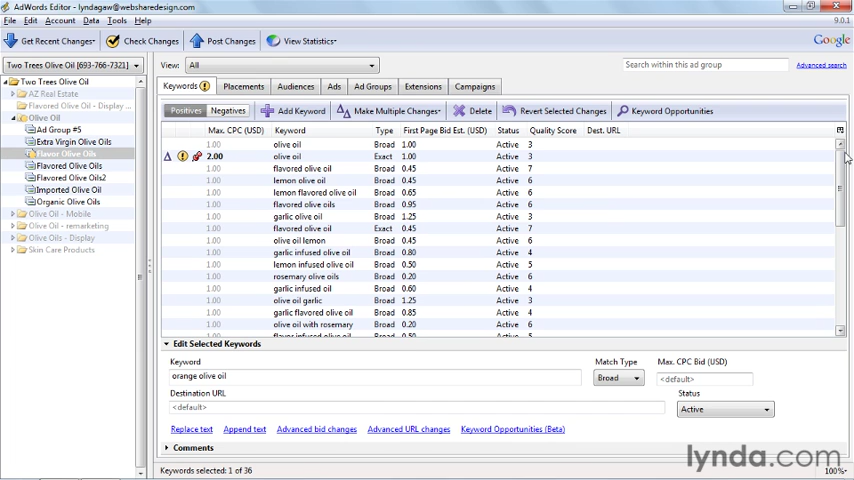 AdWords Editor - lyndagaw@websharedesign.com
File Edit Account Data Tools Help
9.0.1
Get Recent Changes Check Changes Post Changes View Statistics Google
Two Trees Olive Oil [693-766-7321] View: All Search within this ad group Advanced search
Two Trees Olive Oil
AZ Real Estate
Flavored Olive Oil - Display ...
Olive Oil
Ad Group #5
Extra Virgin Olive Oils
Flavor Olive Oils
Flavored Olive Oils
Flavored Olive Oils2
Imported Olive Oil
Organic Olive Oils
Olive Oil - Mobile
Olive Oil - remarketing
Olive Oils - Display
Skin Care Products
Keywords Placements Audiences Ads Ad Groups Extensions Campaigns
Positives Negatives Add Keyword Make Multiple Changes Delete Revert Selected Changes Keyword Opportunities
Max. CPC (USD) Keyword Type First Page Bid Est. (USD) Status Quality Score Dest. URL
1.00 olive oil Broad 1.00 Active 3
2.00 olive oil Exact 1.00 Active 3
1.00 flavored olive oil Broad 0.45 Active 7
1.00 lemon olive oil Broad 0.45 Active 6
1.00 lemon flavored olive oil Broad 0.65 Active 6
1.00 flavored olive oils Broad 0.95 Active 6
1.00 garlic olive oil Broad 1.25 Active 3
1.00 flavored olive oil Exact 0.45 Active 7
1.00 olive oil lemon Broad 0.45 Active 6
1.00 garlic infused olive oil Broad 0.80 Active 4
1.00 lemon infused olive oil Broad 0.50 Active 5
1.00 rosemary olive oils Broad 0.20 Active 6
1.00 garlic infused oil Broad 0.60 Active 4
1.00 olive oil garlic Broad 1.25 Active 3
1.00 garlic flavored olive oil Broad 0.85 Active 4
1.00 olive oil with rosemary Broad 0.20 Active 6
1.00 flavor infused olive oil Broad 0.50 Active 5
Edit Selected Keywords
Keyword Match Type Max. CPC Bid (USD)
orange olive oil Broad <default>
Destination URL Status
<default> Active
Replace text Append text Advanced bid changes Advanced URL changes Keyword Opportunities (Beta)
Comments
Keywords selected: 1 of 36 100%
lynda.com